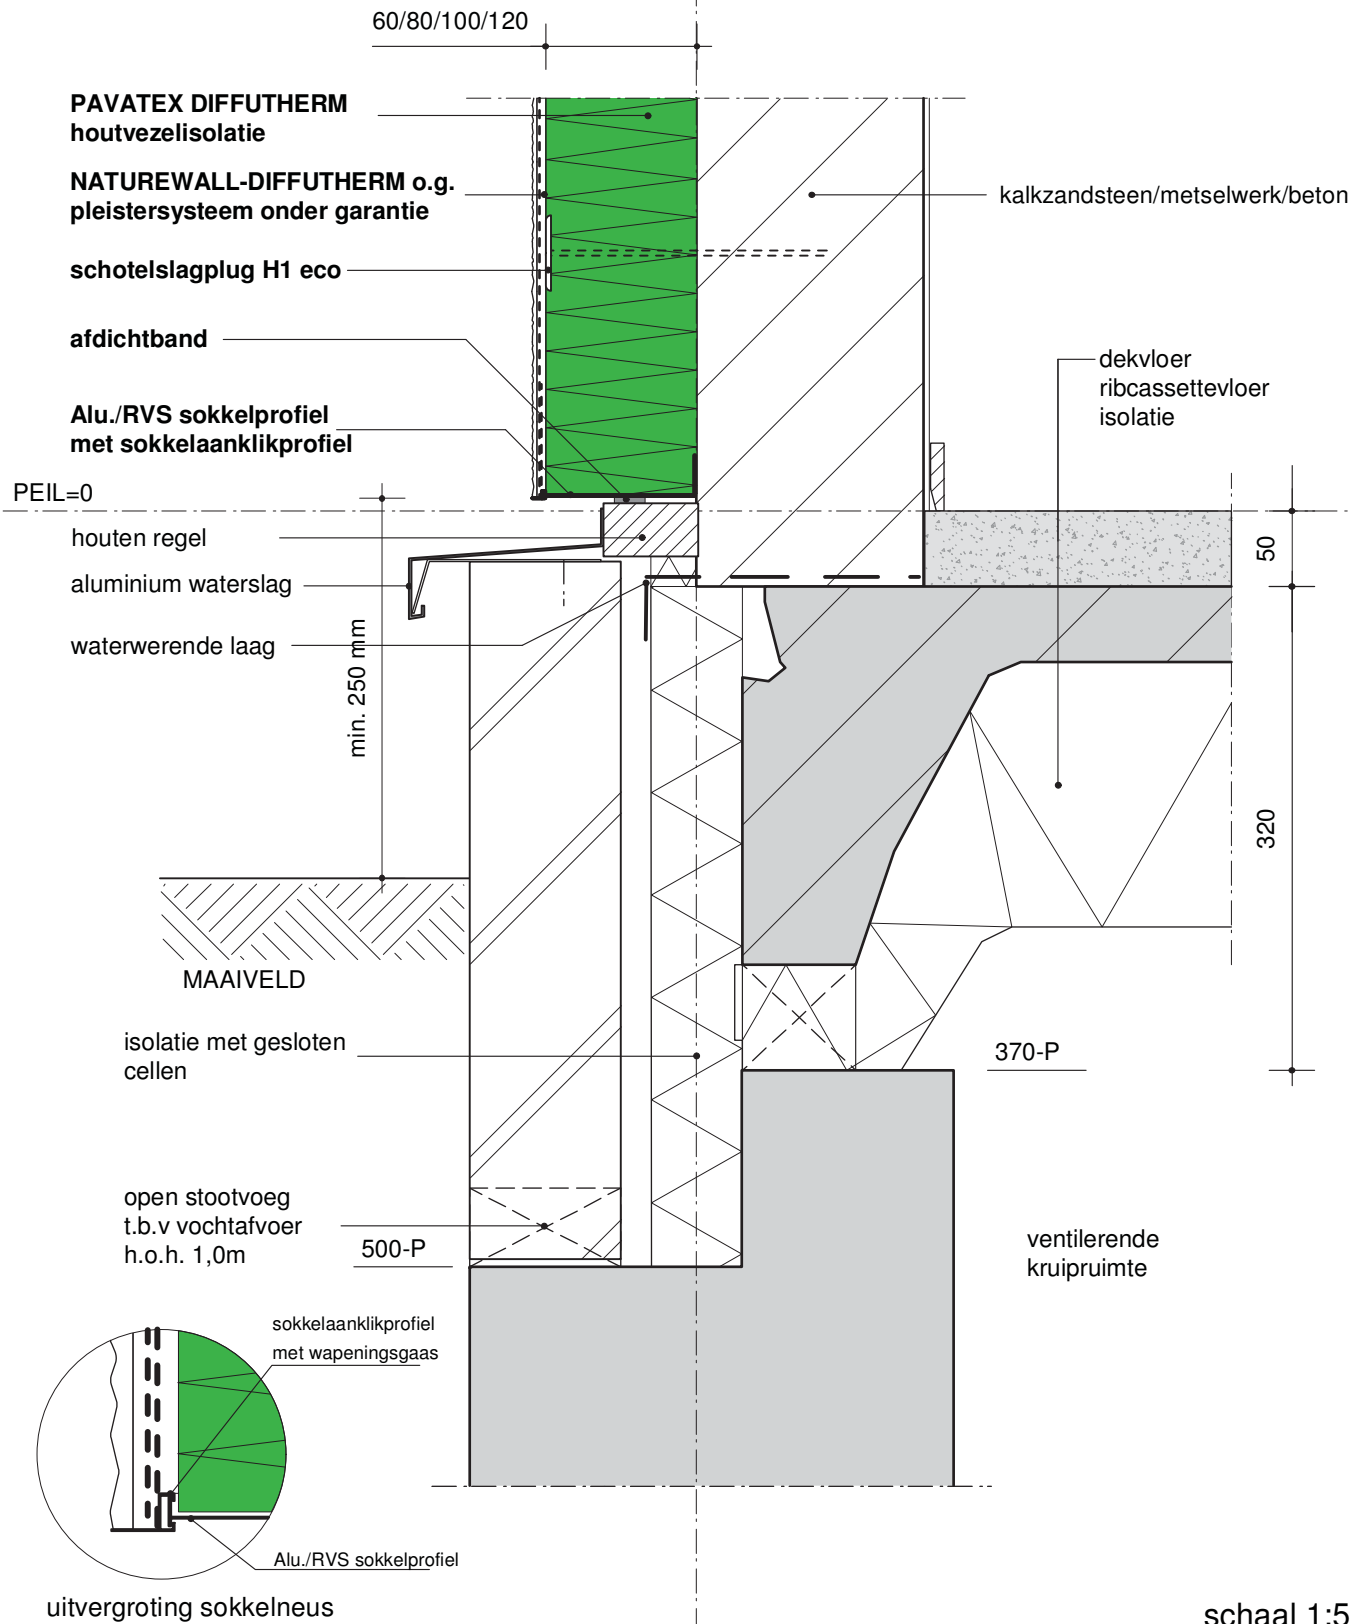 60/80/100/120
PAVATEX DIFFUTHERM
houtvezelisolatie
NATUREWALL-DIFFUTHERM o.g.
pleistersysteem onder garantie
kalkzandsteen/metselwerk/beton
schotelslagplug H1 eco
afdichtband
dekvloer
ribcassettevloer
isolatie
Alu./RVS sokkelprofiel
met sokkelaanklikprofiel
PEIL=0
houten regel
50
aluminium waterslag
waterwerende laag
min. 250 mm
320
MAAIVELD
isolatie met gesloten
cellen
370-P
open stootvoeg
t.b.v vochtafvoer
h.o.h. 1,0m
500-P
ventilerende
kruipruimte
sokkelaanklikprofiel
met wapeningsgaas
Alu./RVS sokkelprofiel
uitvergroting sokkelneus
schaal 1:5